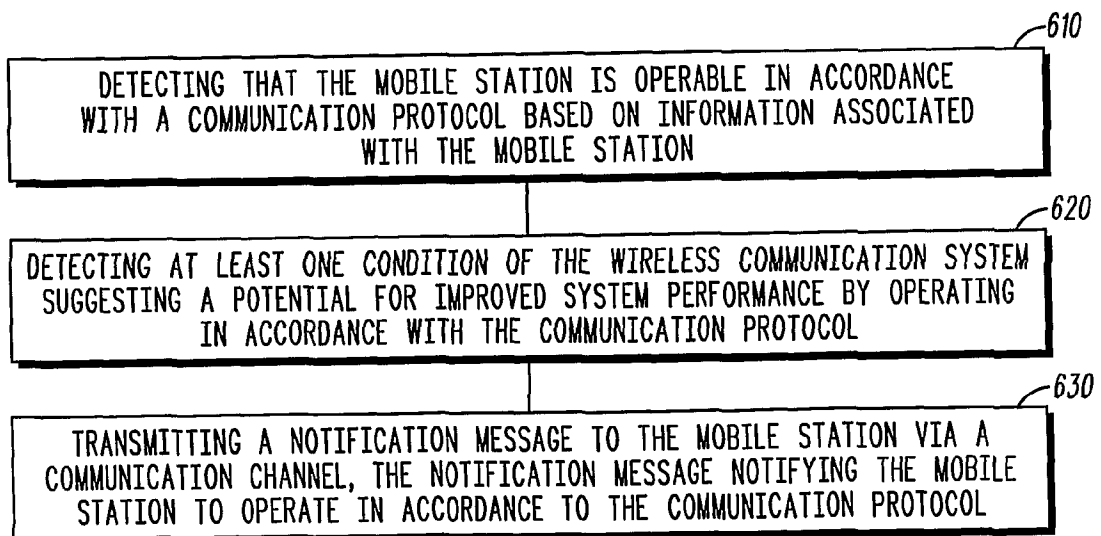 610
DETECTING THAT THE MOBILE STATION IS OPERABLE IN ACCORDANCE
WITH A COMMUNICATION PROTOCOL BASED ON INFORMATION ASSOCIATED
WITH THE MOBILE STATION
620
DETECTING AT LEAST ONE CONDITION OF THE WIRELESS COMMUNICATION SYSTEM
SUGGESTING A POTENTIAL FOR IMPROVED SYSTEM PERFORMANCE BY OPERATING
IN ACCORDANCE WITH THE COMMUNICATION PROTOCOL
630
TRANSMITTING A NOTIFICATION MESSAGE TO THE MOBILE STATION VIA A
COMMUNICATION CHANNEL, THE NOTIFICATION MESSAGE NOTIFYING THE MOBILE
STATION TO OPERATE IN ACCORDANCE TO THE COMMUNICATION PROTOCOL